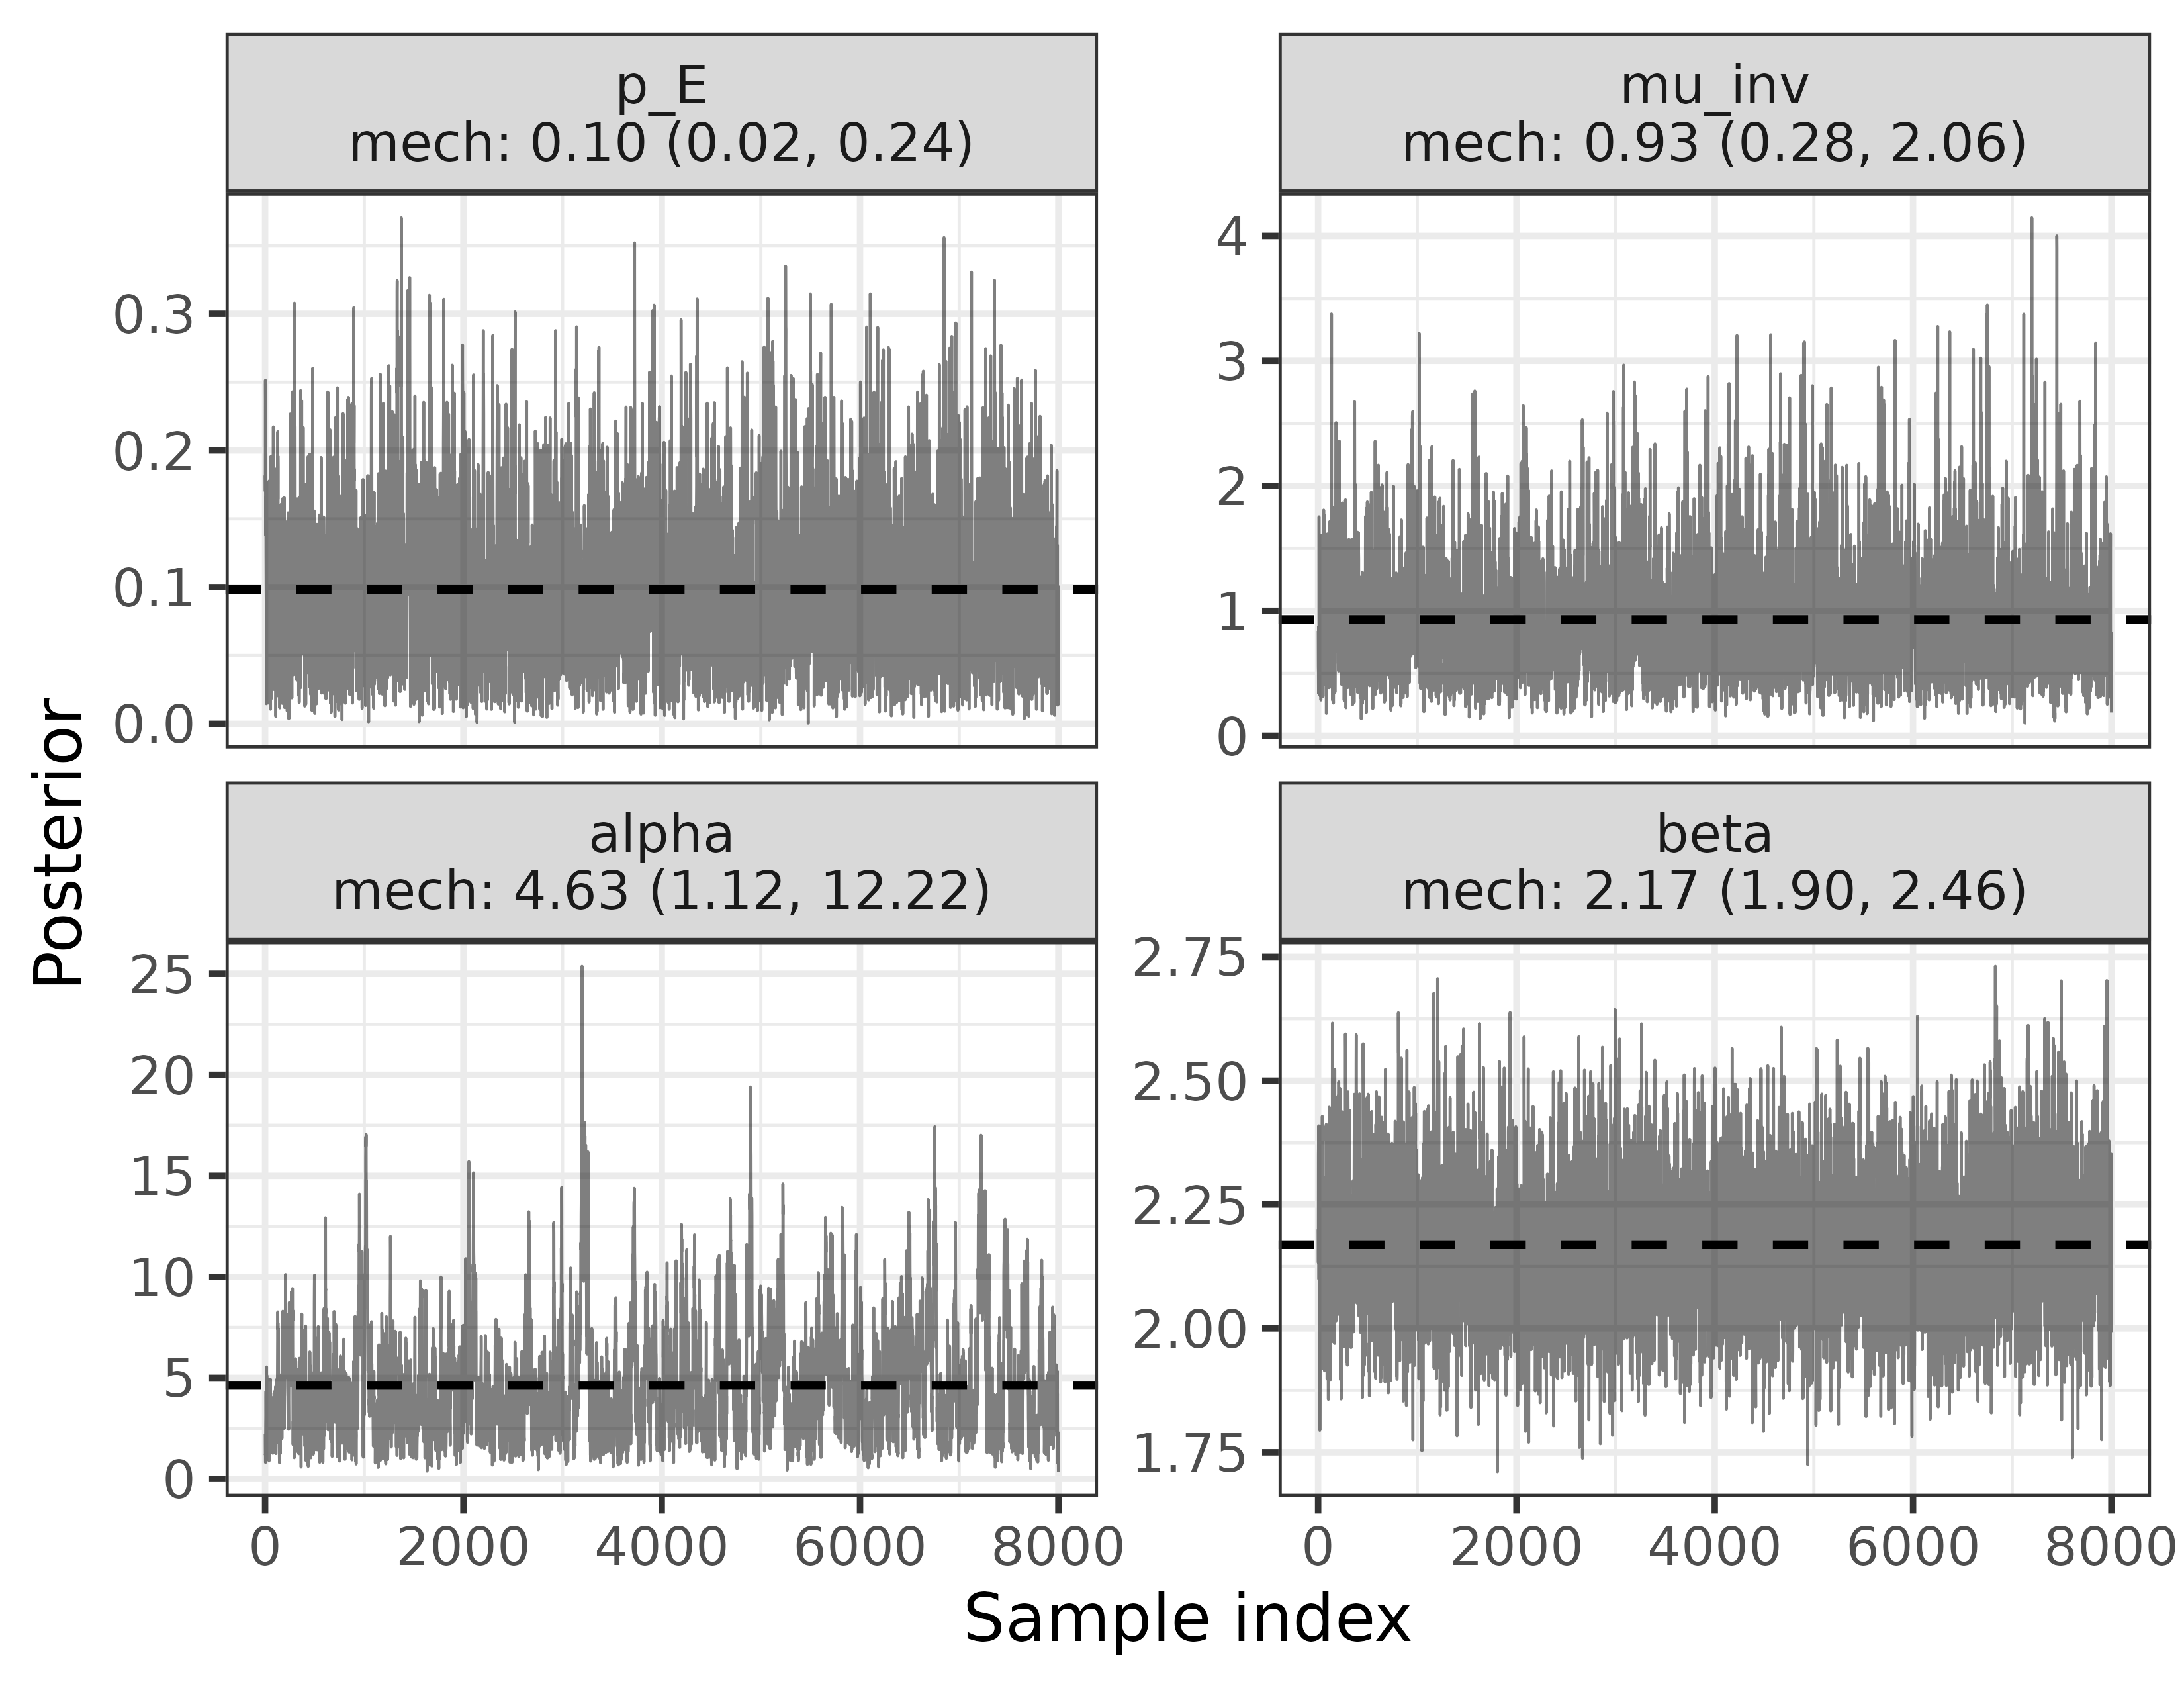 p_E
mech: 0.10 (0.02, 0.24)
mu_inv
mech: 0.93 (0.28, 2.06)
0.3
0.2
0.1
0.0
4
3
2
1
0
alpha
mech: 4.63 (1.12, 12.22)
beta
mech: 2.17 (1.90, 2.46)
25
20
15
10
5
0
2.75
2.50
2.25
2.00
1.75
0 2000 4000 6000 8000
0 2000 4000 6000 8000
Posterior
Sample index